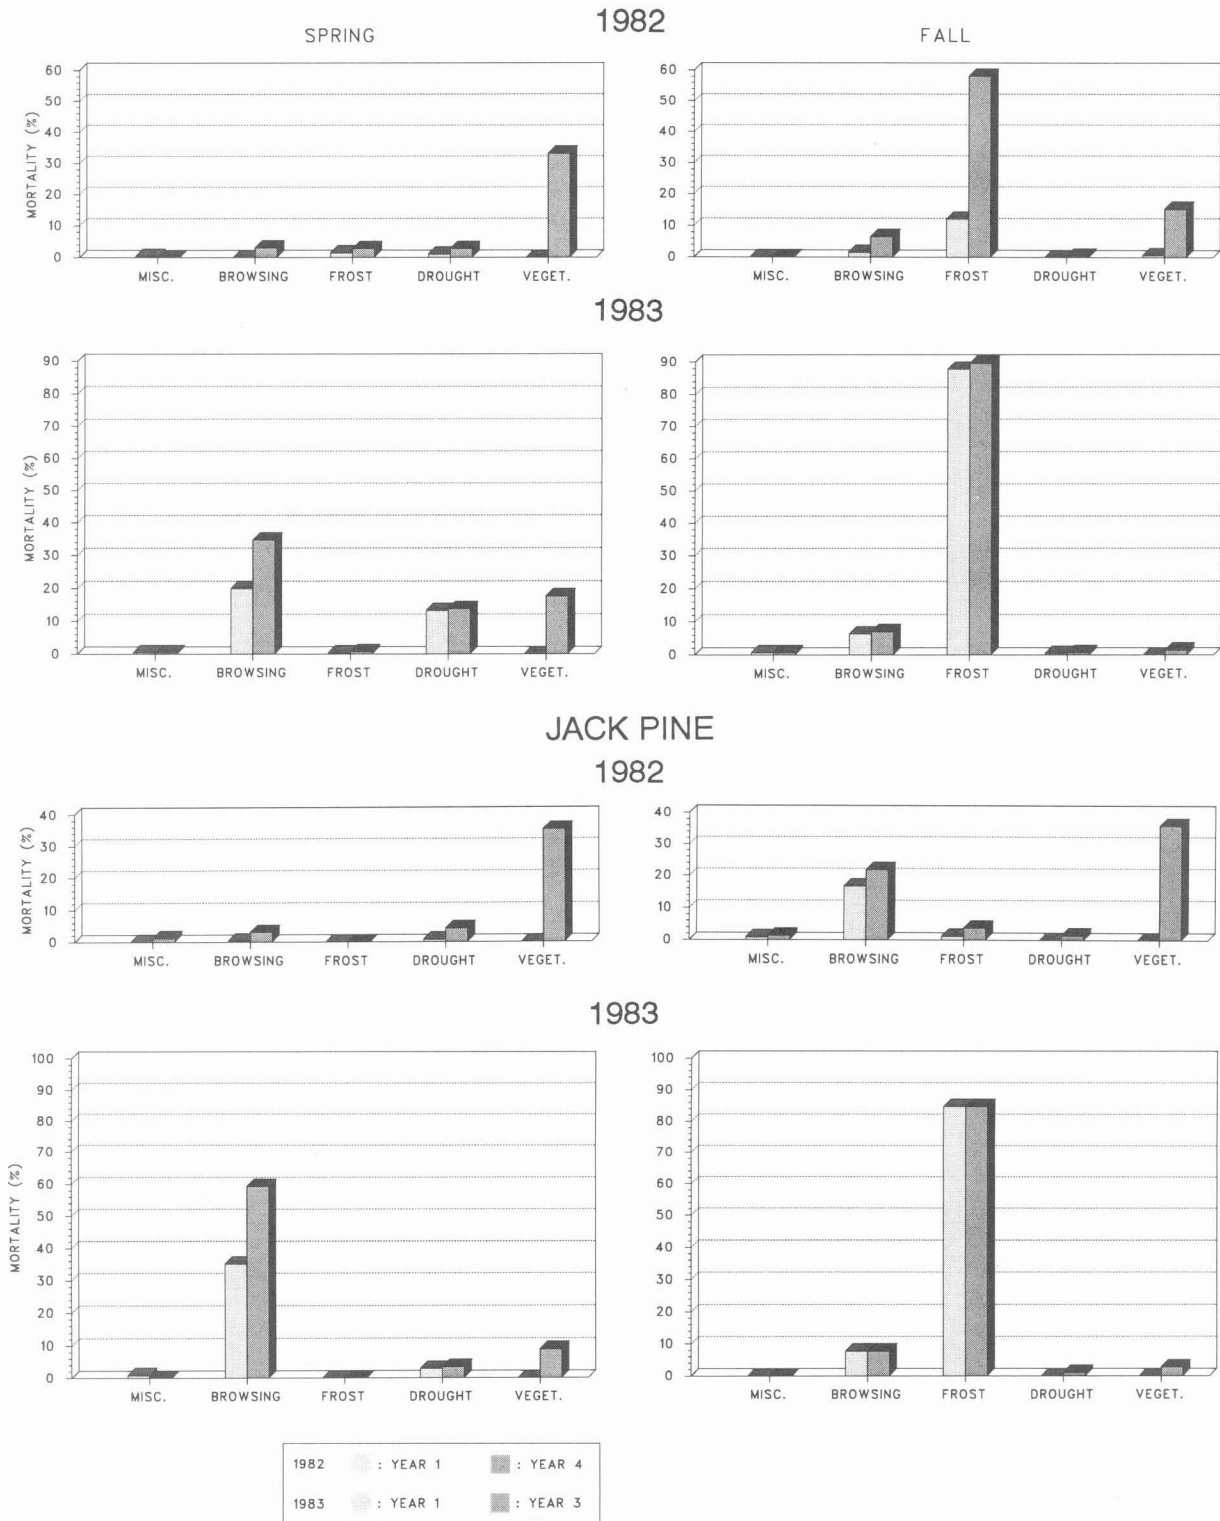 1982
SPRING FALL
MORTALITY (%)
60 50 40 30 20 10 0
MISC. BROWSING FROST DROUGHT VEGET.
60 50 40 30 20 10 0
MISC. BROWSING FROST DROUGHT VEGET.
1983
MORTALITY (%)
90 80 70 60 50 40 30 20 10 0
MISC. BROWSING FROST DROUGHT VEGET.
90 80 70 60 50 40 30 20 10 0
MISC. BROWSING FROST DROUGHT VEGET.
JACK PINE
1982
MORTALITY (%)
40 30 20 10 0
MISC. BROWSING FROST DROUGHT VEGET.
40 30 20 10 0
MISC. BROWSING FROST DROUGHT VEGET.
1983
MORTALITY (%)
100 90 80 70 60 50 40 30 20 10 0
MISC. BROWSING FROST DROUGHT VEGET.
100 90 80 70 60 50 40 30 20 10 0
MISC. BROWSING FROST DROUGHT VEGET.
1982 : YEAR 1 : YEAR 4
1983 : YEAR 1 : YEAR 3